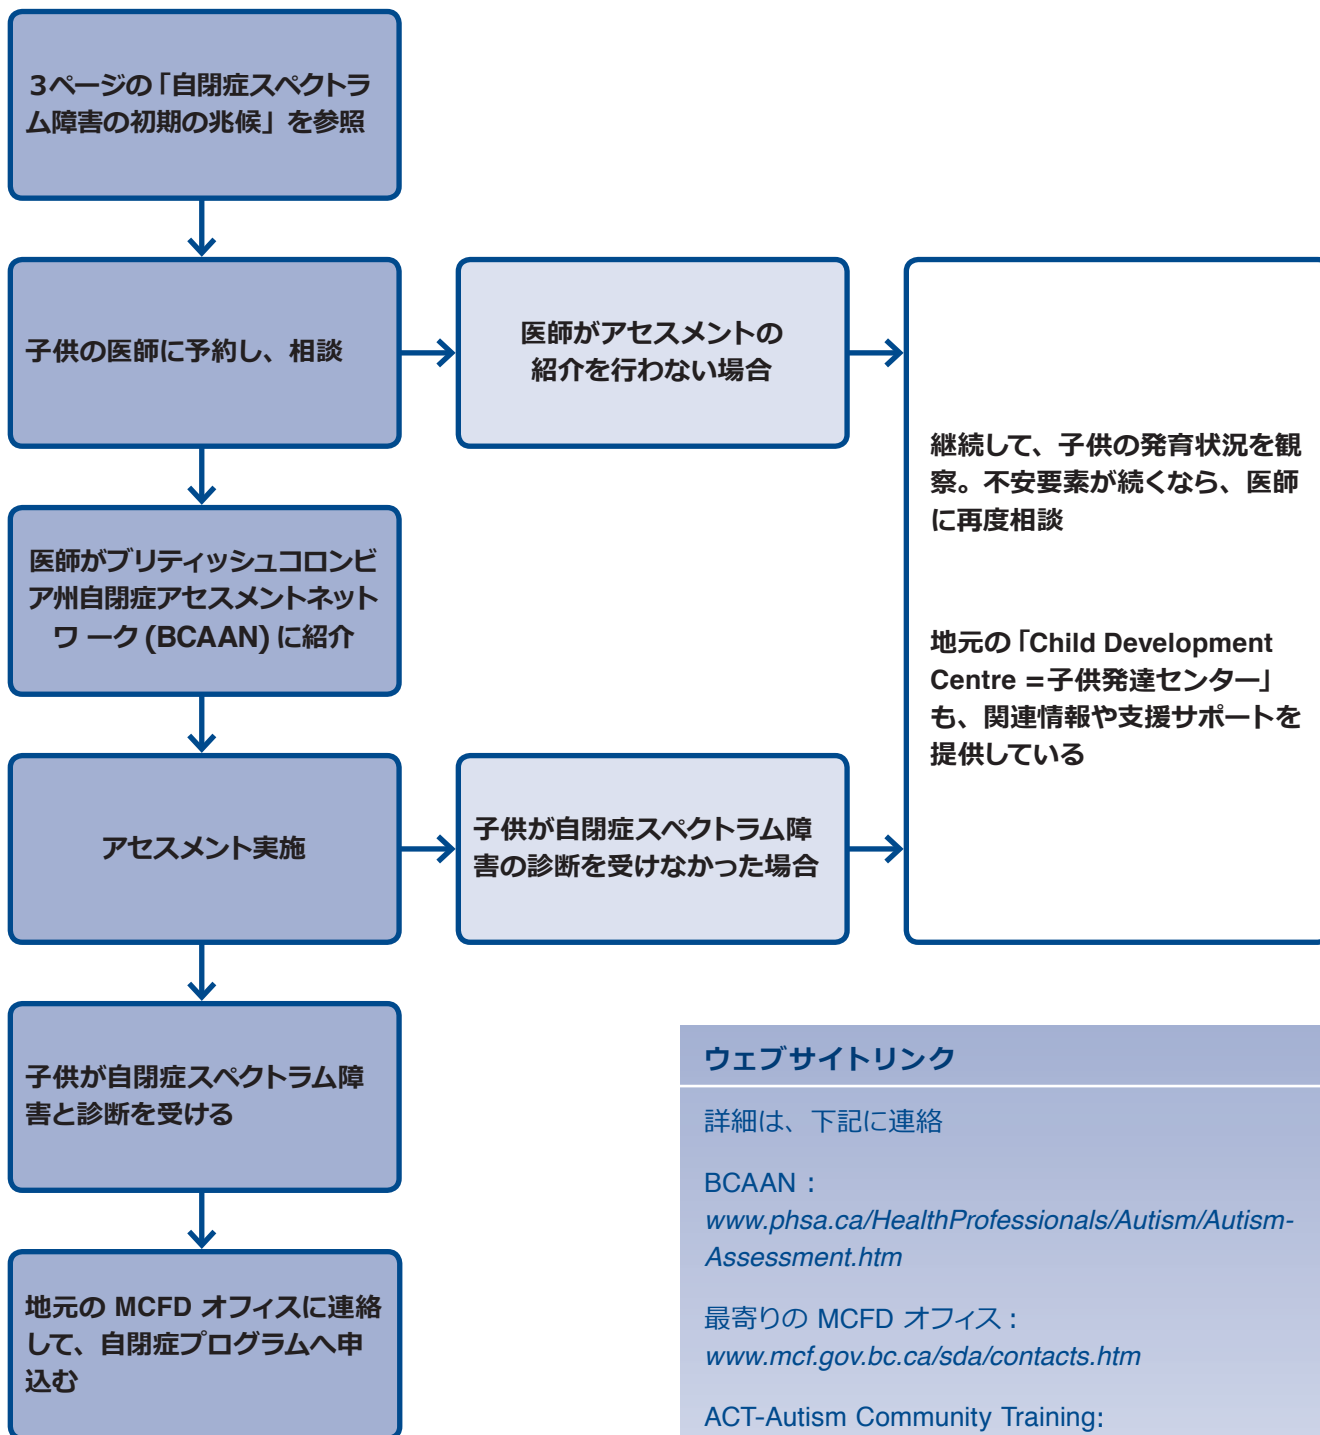 3ページの「自閉症スペクトラ
ム障害の初期の兆候」を参照
子供の医師に予約し、相談
医師がアセスメントの
紹介を行わない場合
継続して、子供の発育状況を観
察。不安要素が続くなら、医師
に再度相談
地元の「Child Development
Centre =子供発達センター」
も、関連情報や支援サポートを
提供している
医師がブリティッシュコロンビ
ア州自閉症アセスメントネット
ワ ーク (BCAAN) に紹介
アセスメント実施
子供が自閉症スペクトラム障
害の診断を受けなかった場合
子供が自閉症スペクトラム障
害と診断を受ける
地元の MCFD オフィスに連絡
して、自閉症プログラムへ申
込む
ウェブサイトリンク
詳細は、下記に連絡
BCAAN：
www.phsa.ca/HealthProfessionals/Autism/Autism-
Assessment.htm
最寄りの MCFD オフィス：
www.mcf.gov.bc.ca/sda/contacts.htm
ACT-Autism Community Training: